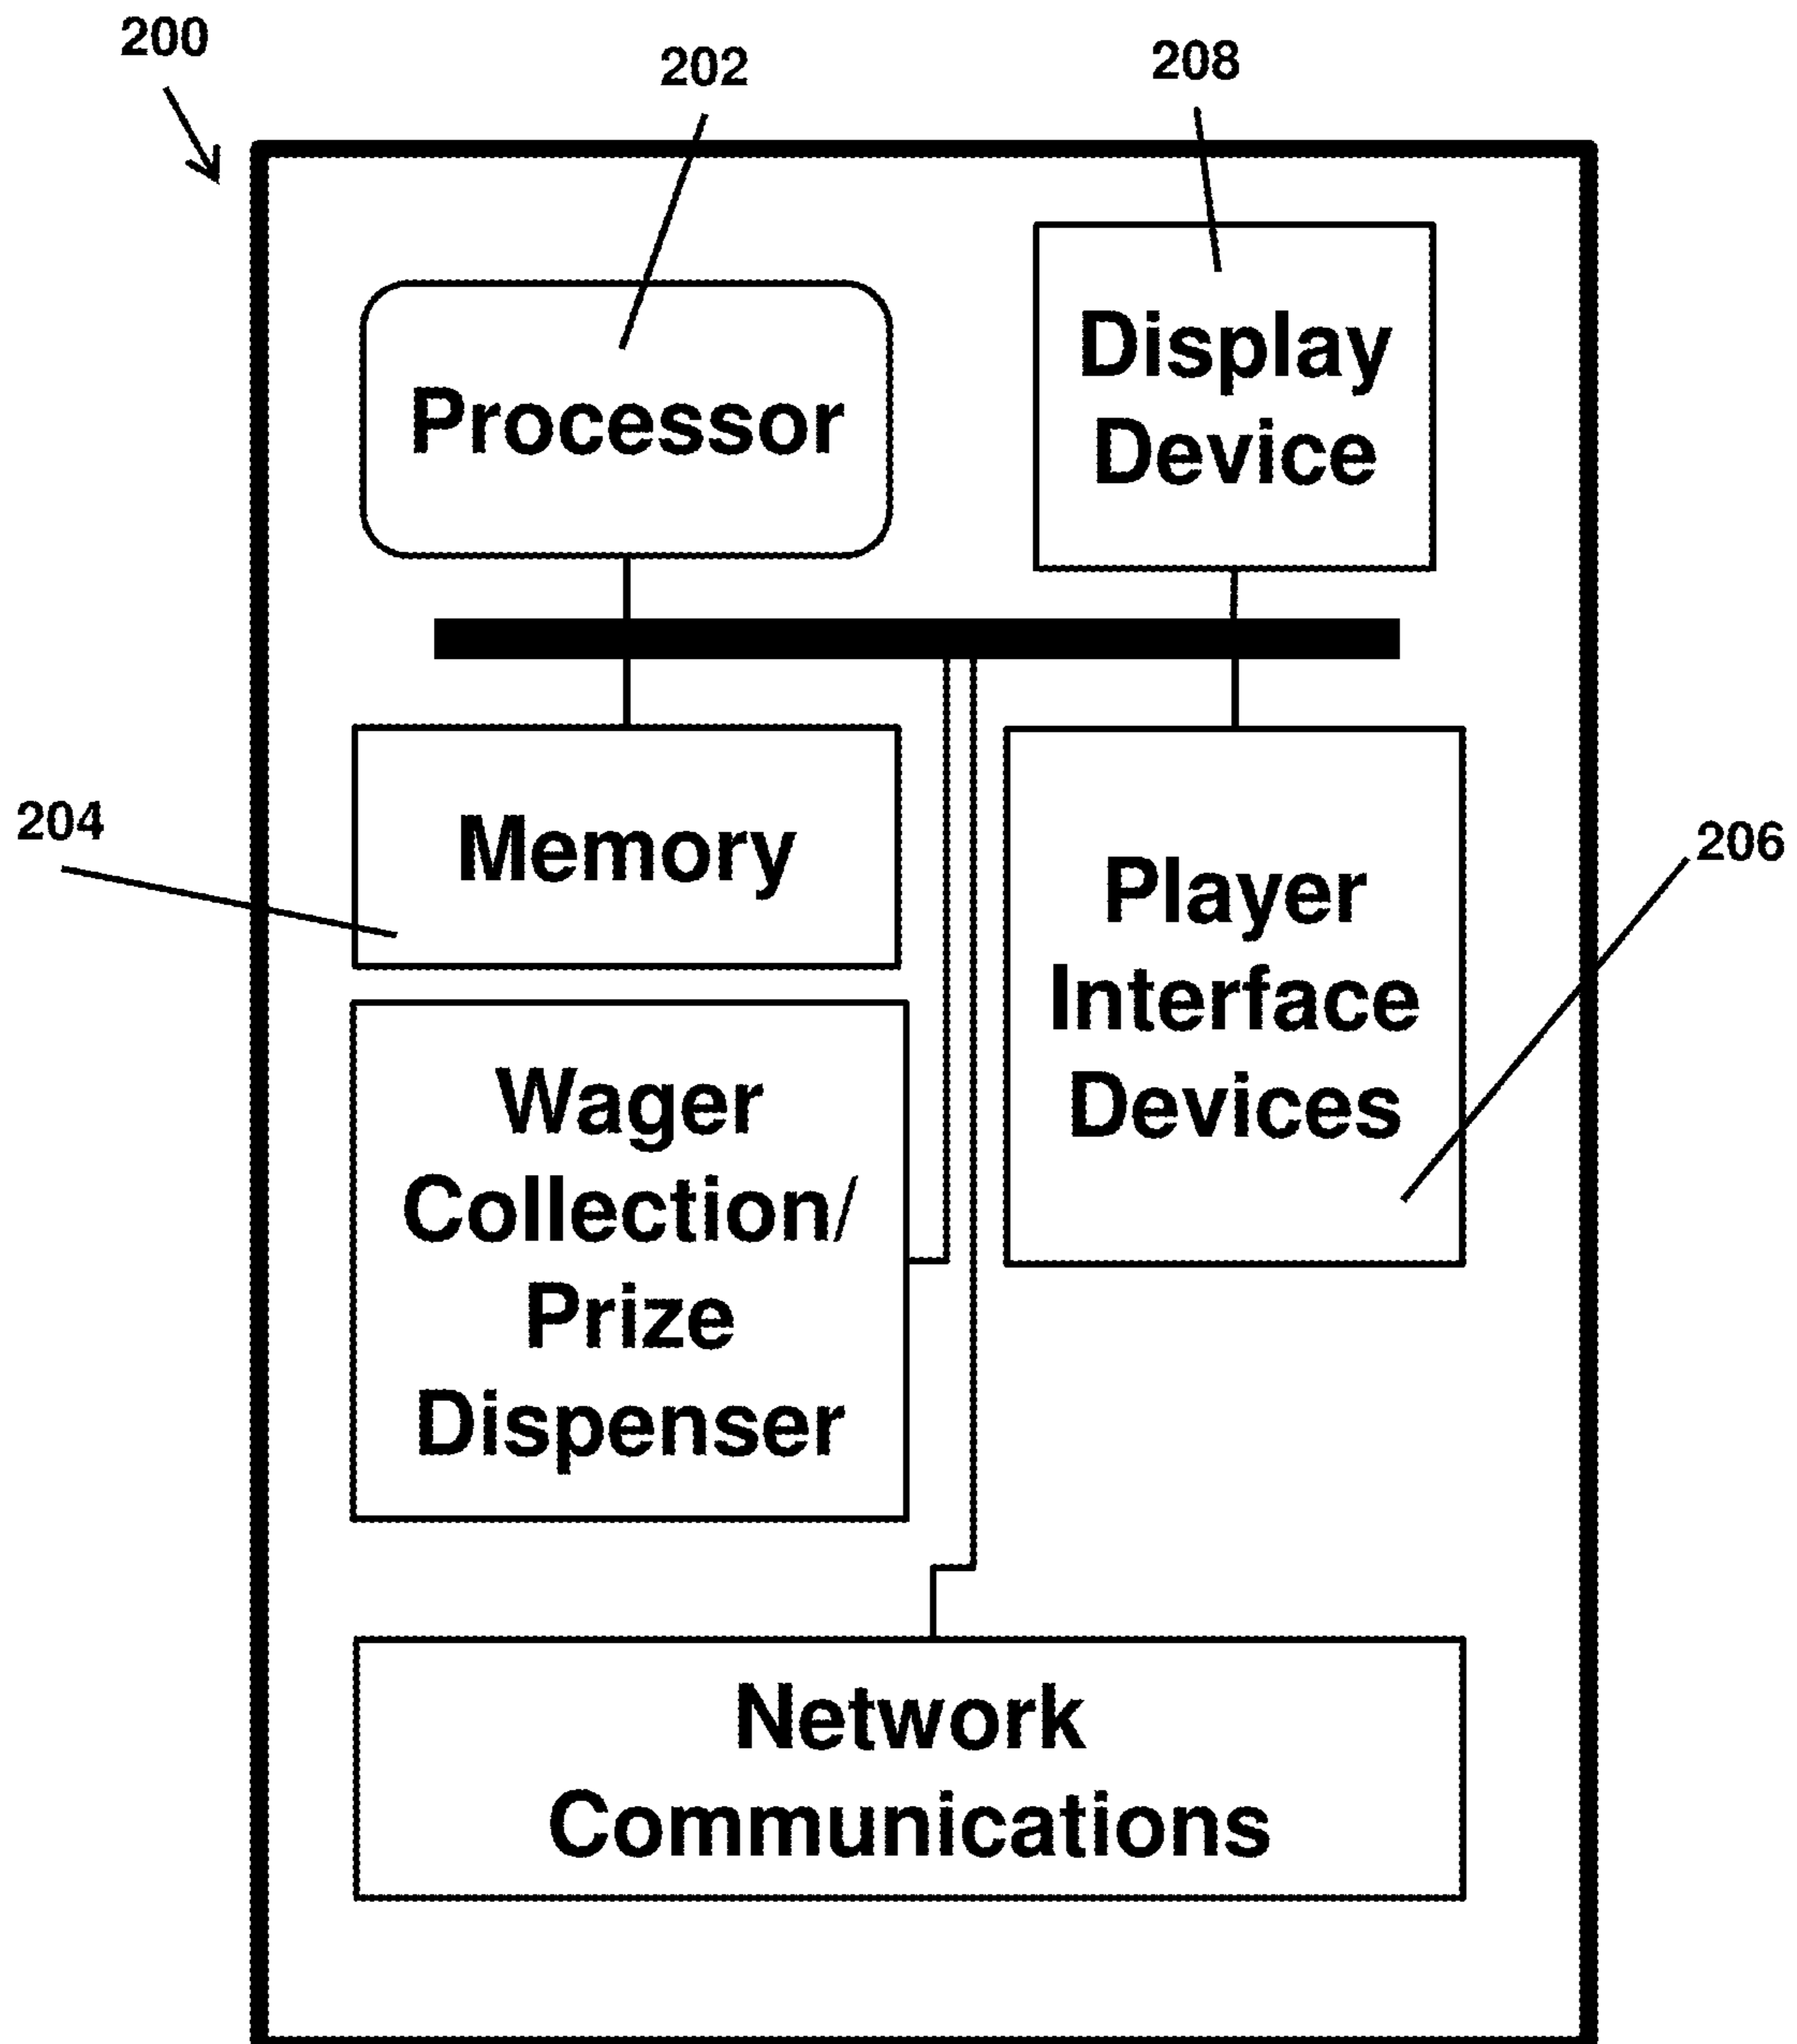 200
202
208
Processor
Display
Device
204
Memory
206
Player
Interface
Devices
Wager
Collection/
Prize
Dispenser
Network
Communications